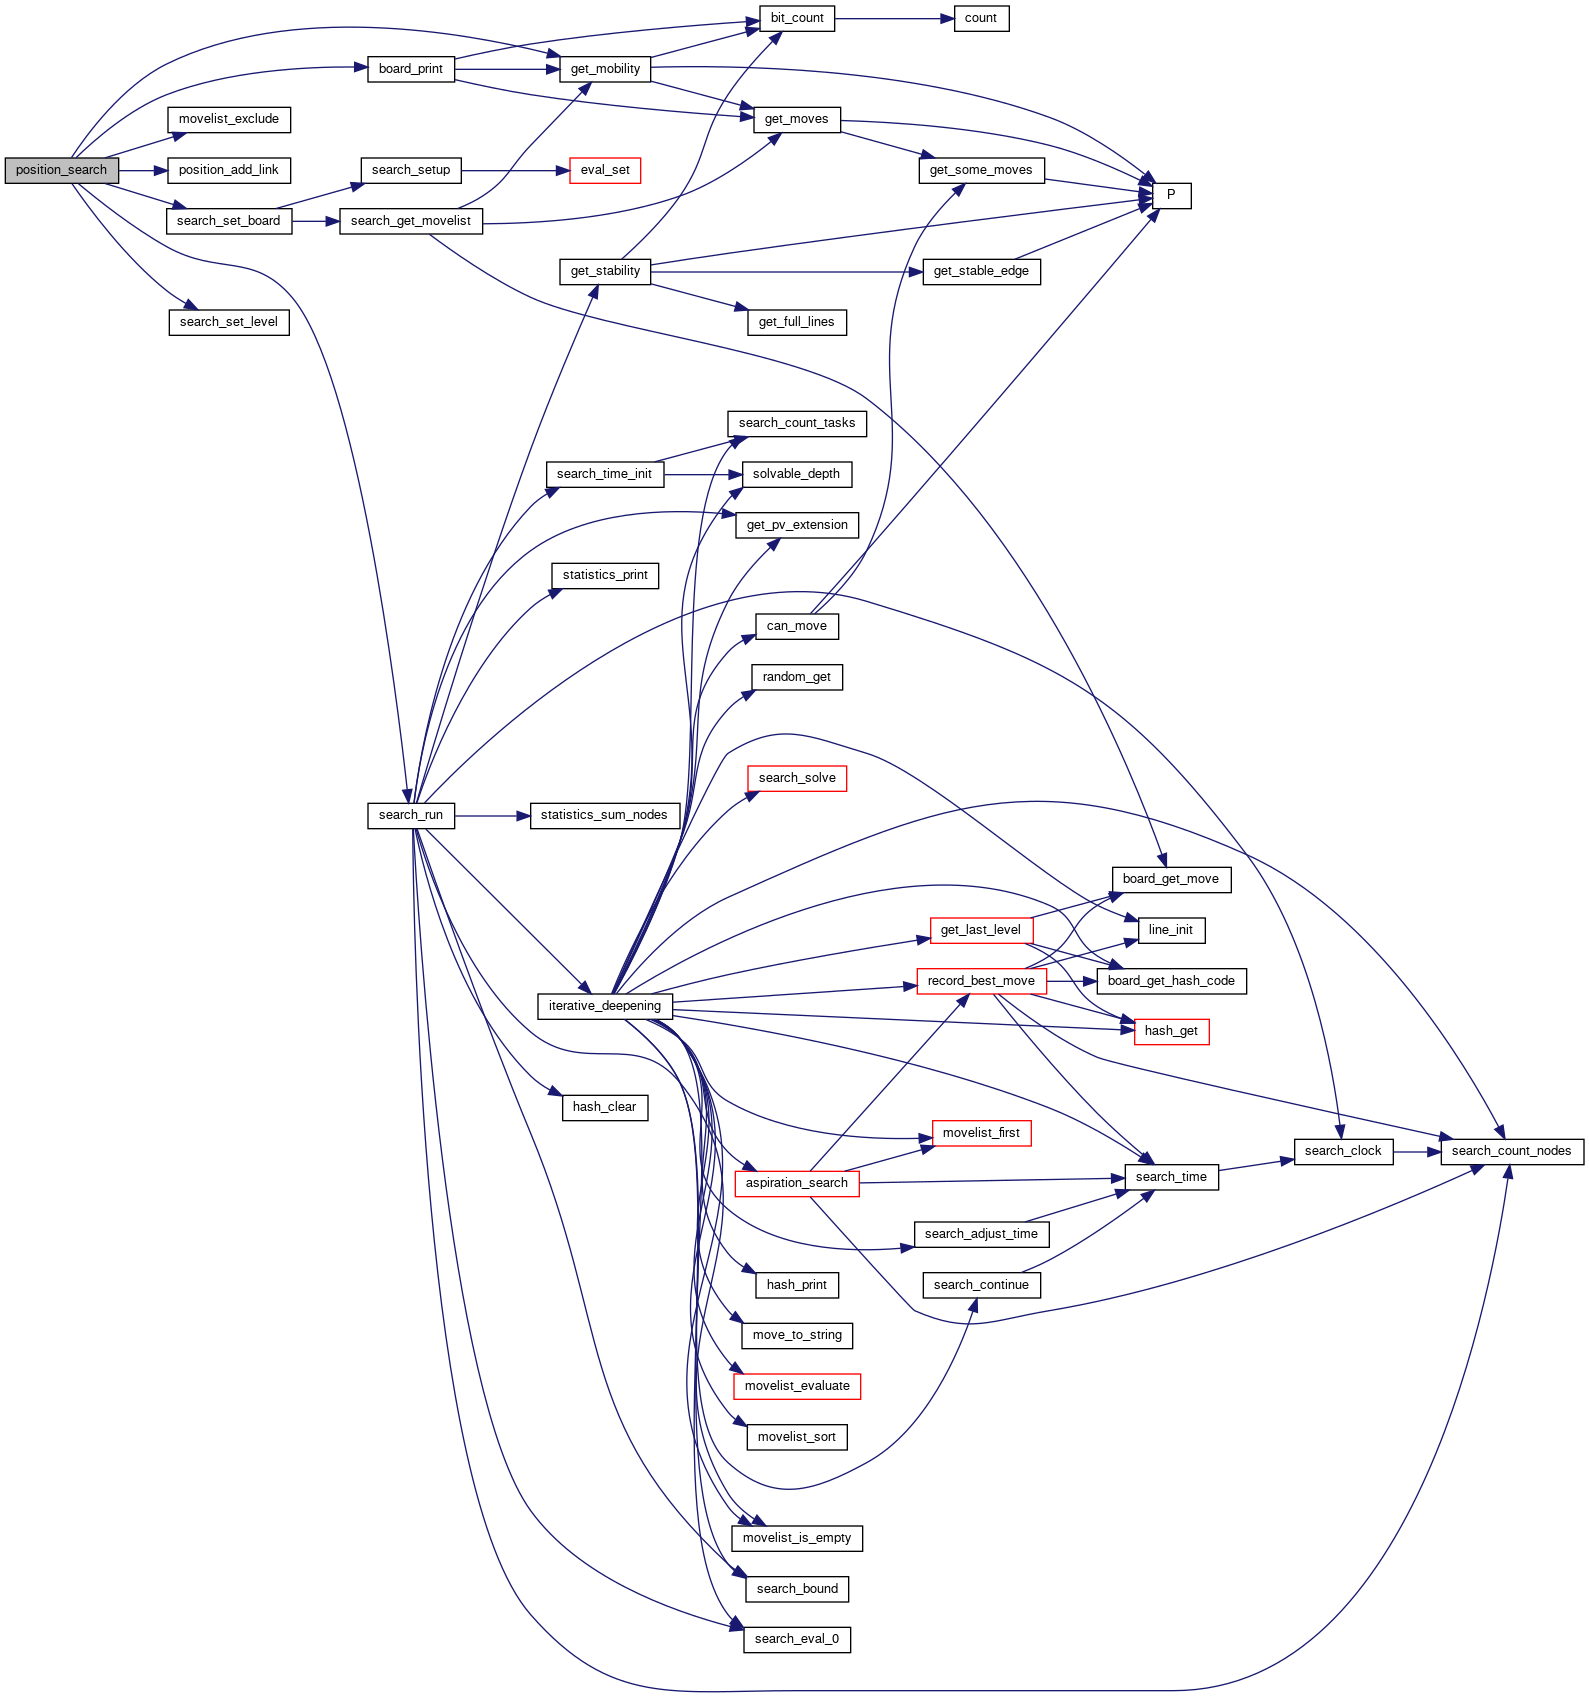 bit_count
count
board_print
get_mobility
movelist_exclude
get_moves
position_search
position_add_link
search_setup
eval_set
get_some_moves
P
search_set_board
search_get_movelist
get_stability
get_stable_edge
search_set_level
get_full_lines
search_count_tasks
search_time_init
solvable_depth
get_pv_extension
statistics_print
can_move
random_get
search_solve
search_run
statistics_sum_nodes
board_get_move
get_last_level
line_init
record_best_move
board_get_hash_code
iterative_deepening
hash_get
hash_clear
movelist_first
search_clock
search_count_nodes
aspiration_search
search_time
search_adjust_time
hash_print
search_continue
move_to_string
movelist_evaluate
movelist_sort
movelist_is_empty
search_bound
search_eval_0